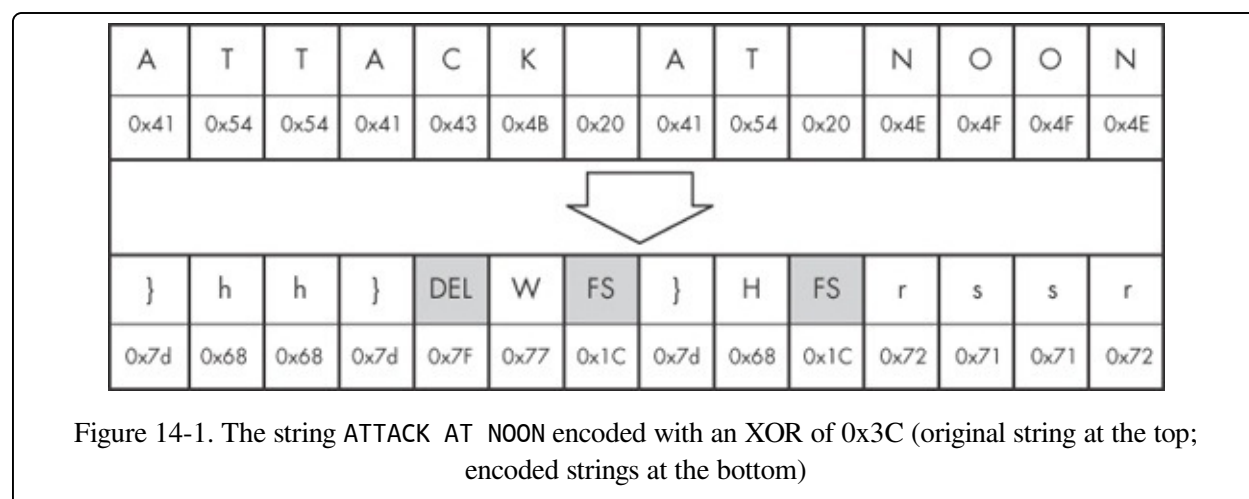 A T T A C K A T N O O N
0x41 0x54 0x54 0x41 0x43 0x4B 0x20 0x41 0x54 0x20 0x4E 0x4F 0x4F 0x4E
} h h } DEL W FS } H FS r s s r
0x7d 0x68 0x68 0x7d 0x7F 0x77 0x1C 0x7d 0x68 0x1C 0x72 0x71 0x71 0x72
Figure 14-1. The string ATTACK AT NOON encoded with an XOR of 0x3C (original string at the top;
encoded strings at the bottom)